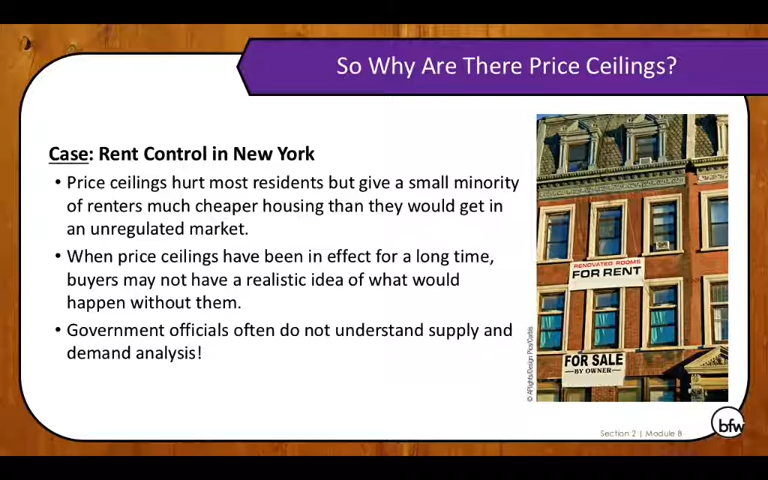 So Why Are There Price Ceilings?
Case: Rent Control in New York
• Price ceilings hurt most residents but give a small minority
of renters much cheaper housing than they would get in
an unregulated market.
• When price ceilings have been in effect for a long time,
buyers may not have a realistic idea of what would
happen without them.
• Government officials often do not understand supply and
demand analysis!
RENOVATED ROOMS
FOR RENT
FOR SALE
BY OWNER
© ARights/Design Pics/Corbis
Section 2 | Module 8
bfw